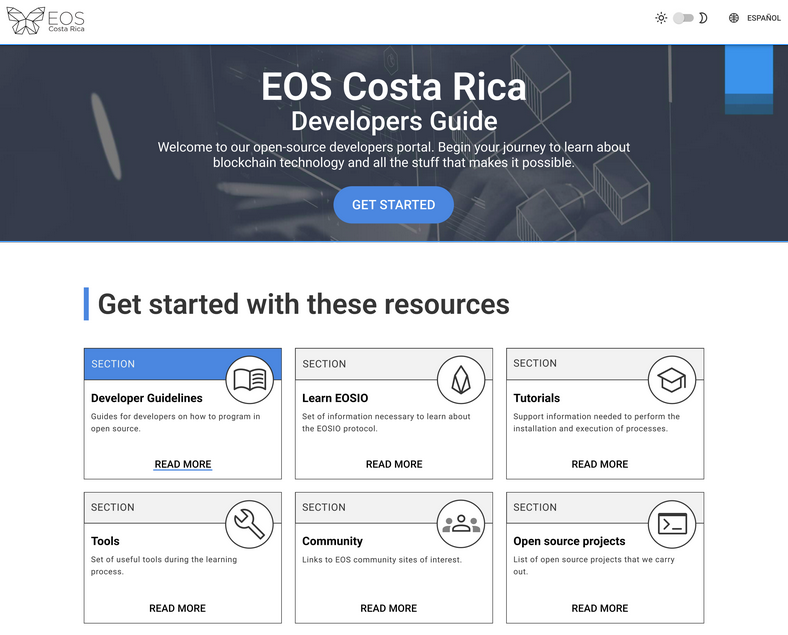 EOS
Costa Rica
ESPAÑOL
EOS Costa Rica
Developers Guide
Welcome to our open-source developers portal. Begin your journey to learn about
blockchain technology and all the stuff that makes it possible.
GET STARTED
Get started with these resources
SECTION
Developer Guidelines
Guides for developers on how to program in
open source.
READ MORE
SECTION
Learn EOSIO
Set of information necessary to learn about
the EOSIO protocol.
READ MORE
SECTION
Tutorials
Support information needed to perform the
installation and execution of processes.
READ MORE
SECTION
Tools
Set of useful tools during the learning
process.
READ MORE
SECTION
Community
Links to EOS community sites of interest.
READ MORE
SECTION
Open source projects
List of open source projects that we carry
out.
READ MORE